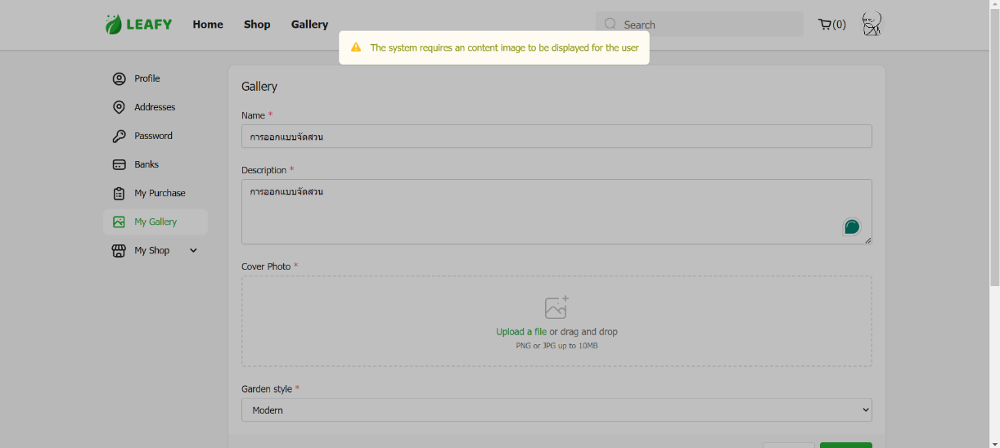 LEAFY
Home
Shop
Gallery
Search
(0)
The system requires an content image to be displayed for the user
Profile
Addresses
Password
Banks
My Purchase
My Gallery
My Shop
Gallery
Name *
การออกแบบจัดสวน
Description *
การออกแบบจัดสวน
Cover Photo *
Upload a file or drag and drop
PNG or JPG up to 10MB
Garden style *
Modern